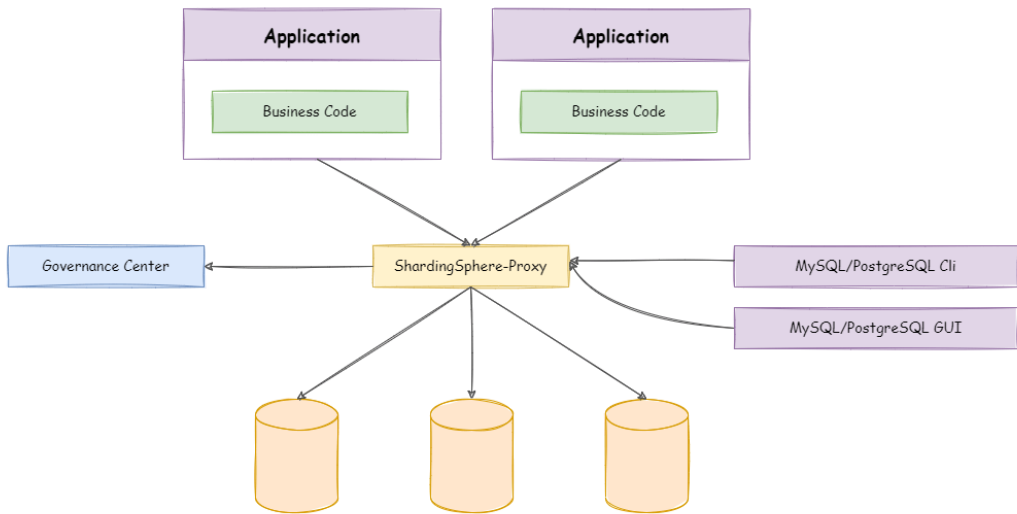 Application
Application
Business Code
Business Code
Governance Center
ShardingSphere-Proxy
MySQL/PostgreSQL Cli
MySQL/PostgreSQL GUI